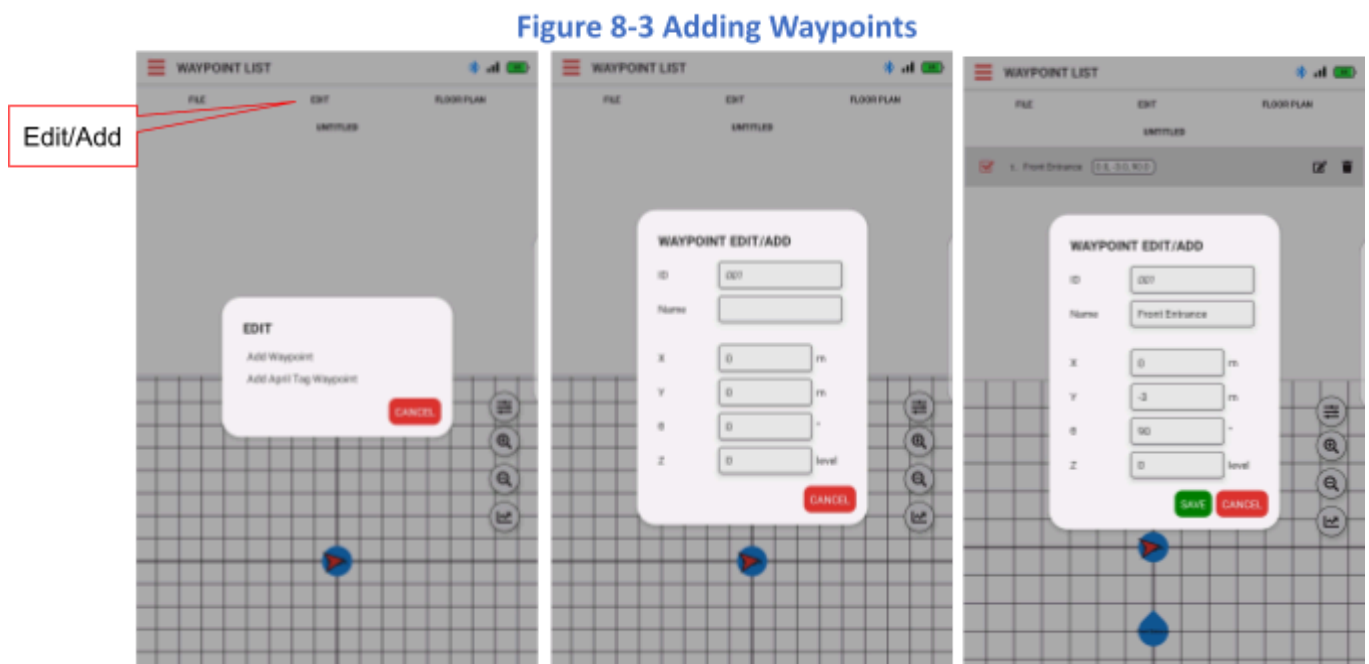 Figure 8-3 Adding Waypoints
Edit/Add
WAYPOINT LIST
FILE EDIT FLOOR PLAN
UNTITLED
EDIT
Add Waypoint
Add April Tag Waypoint
CANCEL
WAYPOINT LIST
FILE EDIT FLOOR PLAN
UNTITLED
WAYPOINT EDIT/ADD
ID 001
Name
X 0 m
Y 0 m
θ 0 °
Z 0 level
CANCEL
WAYPOINT LIST
FILE EDIT FLOOR PLAN
UNTITLED
Front Entrance
WAYPOINT EDIT/ADD
ID 001
Name Front Entrance
X 0 m
Y -3 m
θ 90 °
Z 0 level
SAVE CANCEL